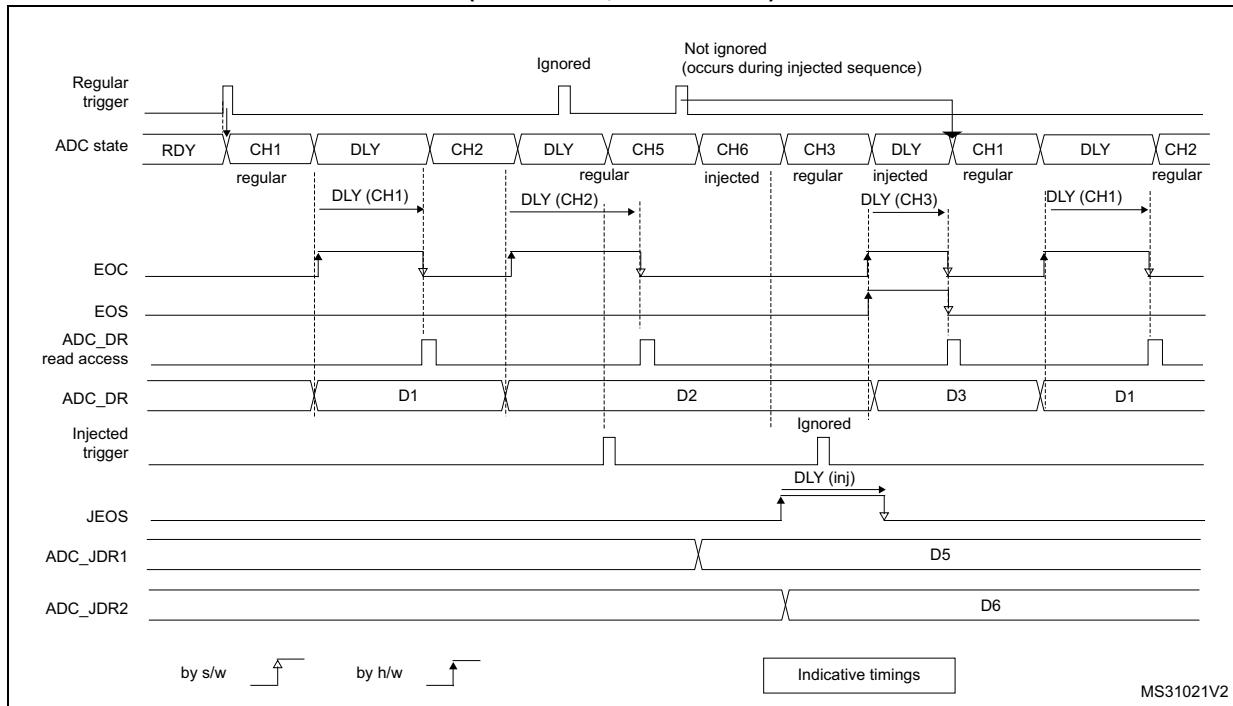 Not ignored
(occurs during injected sequence)
Ignored
Regular
trigger
ADC state
RDY CH1 DLY CH2 DLY CH5 CH6 CH3 DLY CH1 DLY CH2
regular regular injected regular injected regular regular
DLY (CH1) DLY (CH2) DLY (CH3) DLY (CH1)
EOC
EOS
ADC_DR
read access
ADC_DR D1 D2 D3 D1
Injected
trigger
Ignored
DLY (inj)
JEOS
ADC_JDR1 D5
ADC_JDR2 D6
by s/w by h/w Indicative timings
MS31021V2